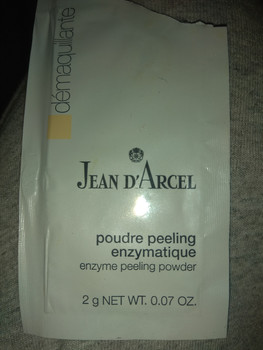 démaquillante
JEAN D'ARCEL
poudre peeling
enzymatique
enzyme peeling powder
2 g NET WT. 0.07 OZ.